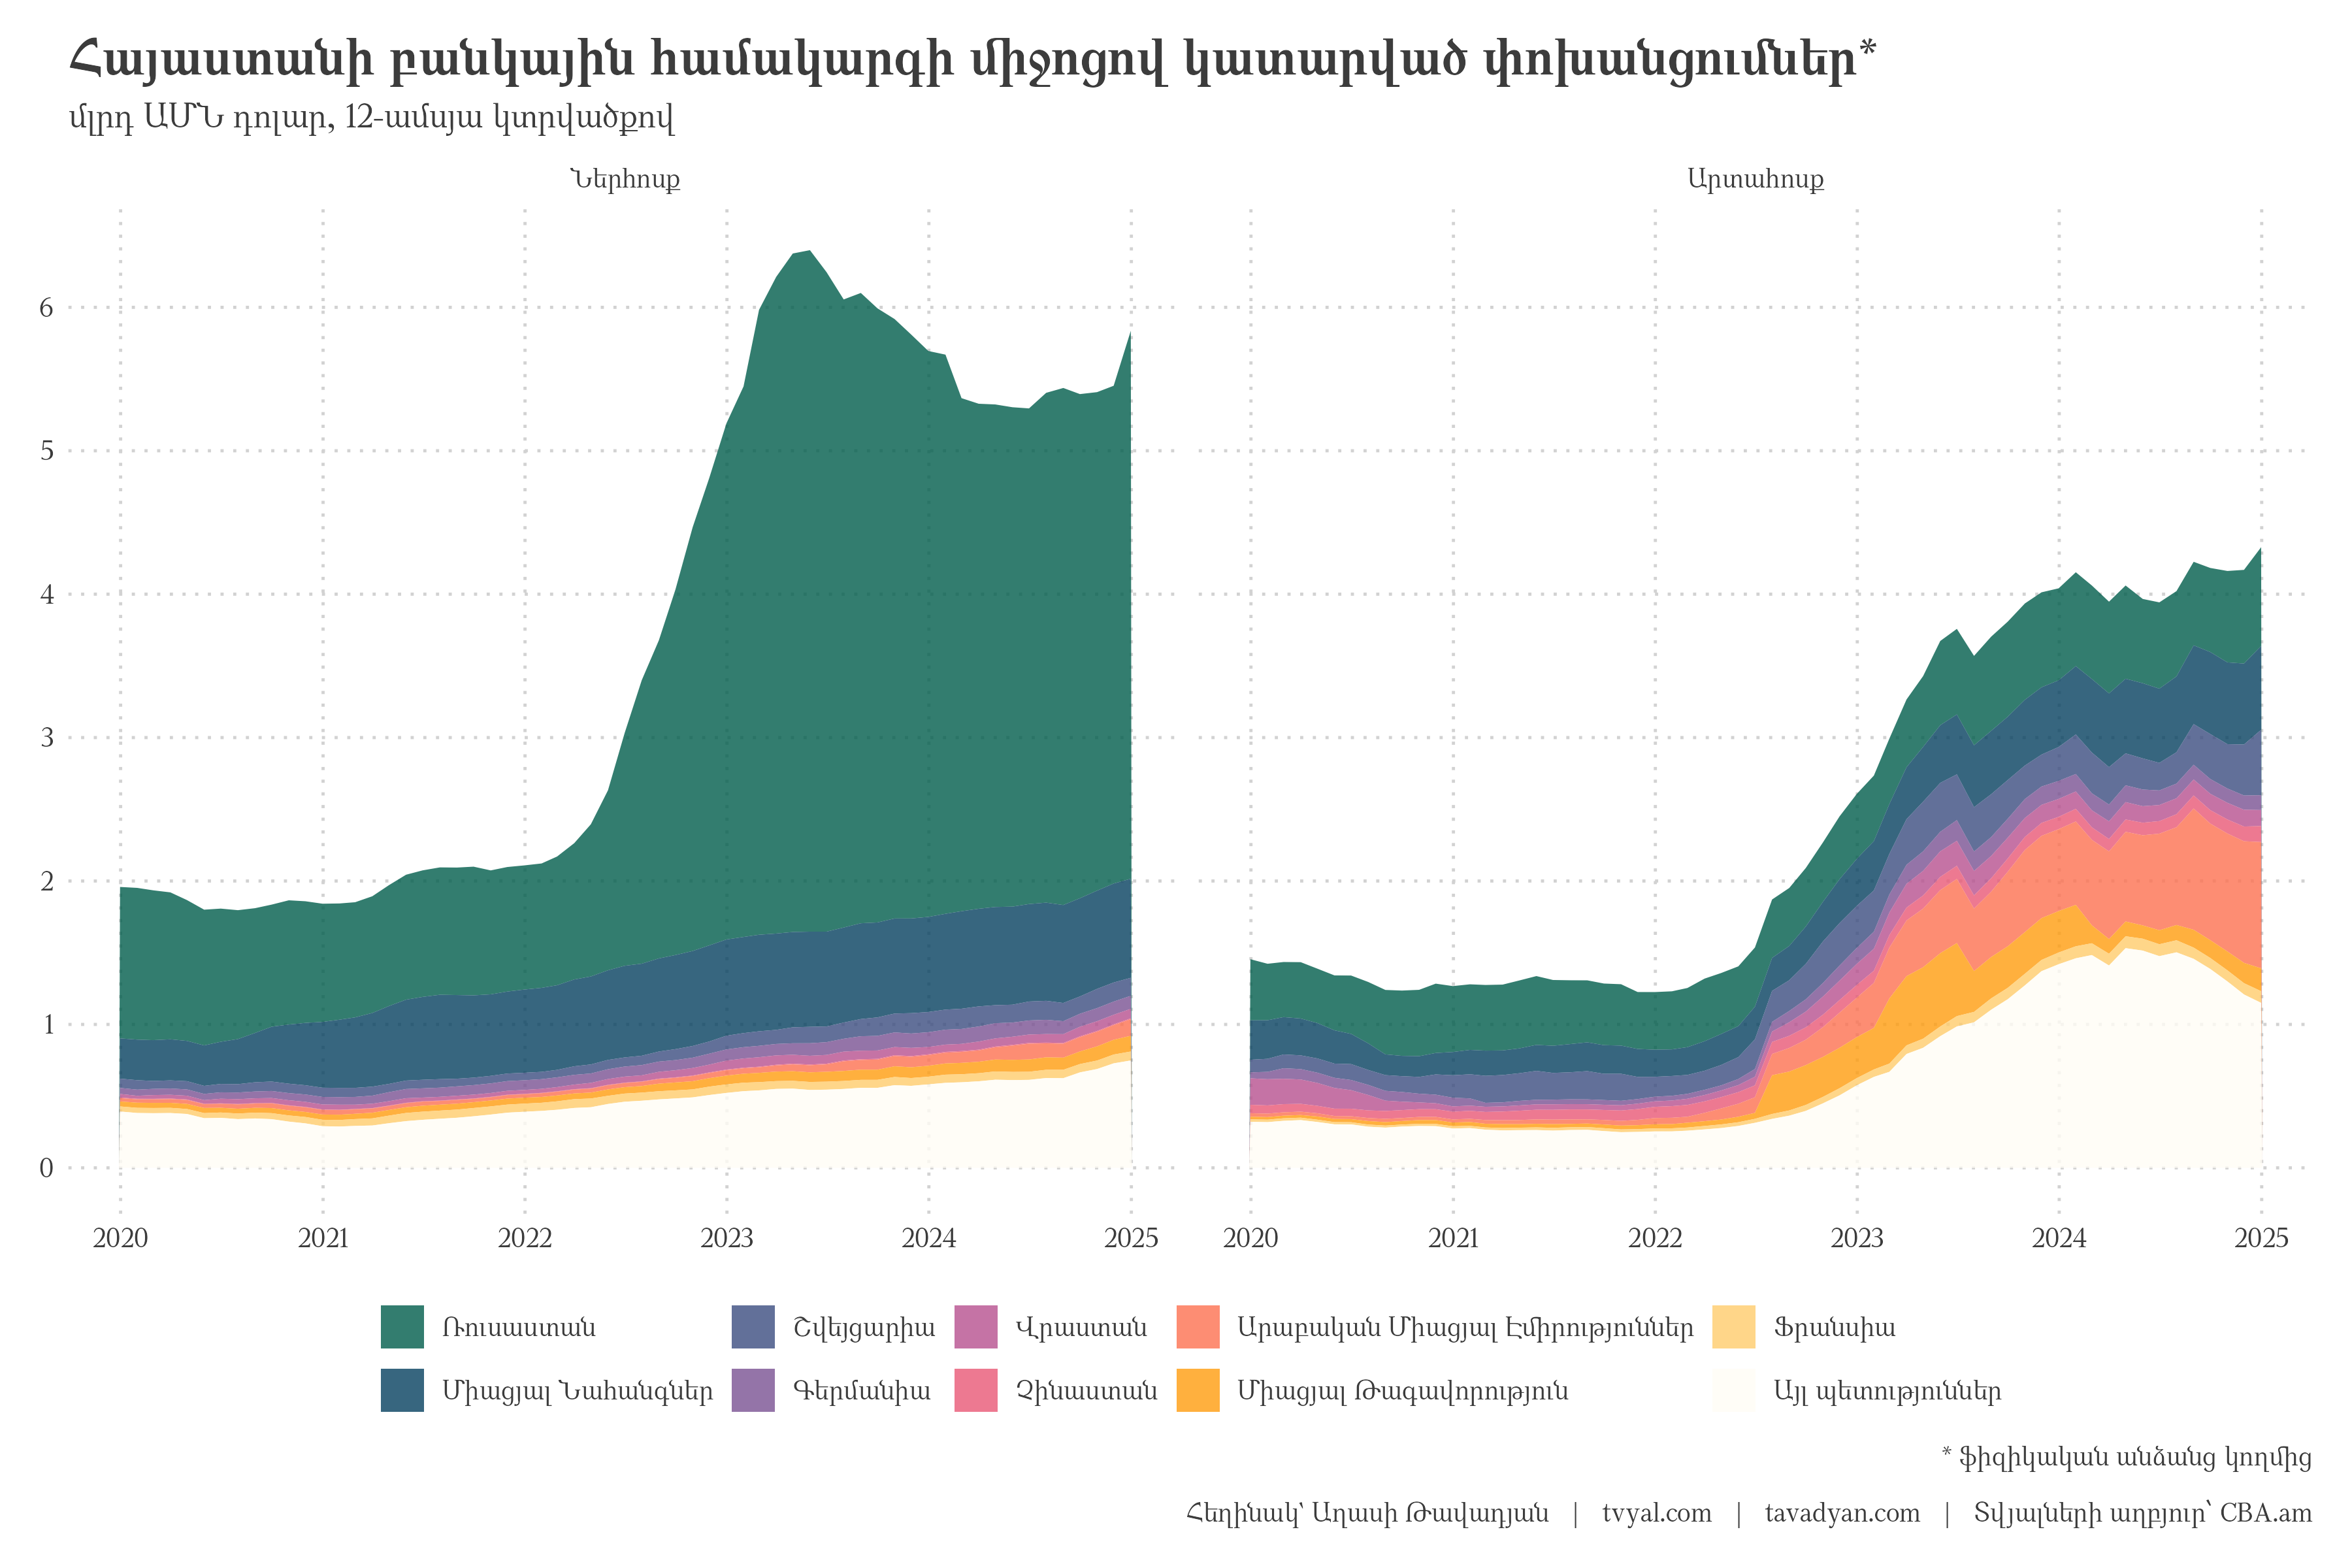 Հայաստանի բանկային համակարգի միջոցով կատարված փոխանցումներ*
մլրդ ԱՄՆ դոլար, 12-ամսյա կտրվածքով
Ներհոսք
Արտահոսք
6
5
4
3
2
1
0
2020 2021 2022 2023 2024 2025
2020 2021 2022 2023 2024 2025
Ռուսաստան Շվեյցարիա Վրաստան Արաբական Միացյալ Էմիրություններ Ֆրանսիա
Միացյալ Նահանգներ Գերմանիա Չինաստան Միացյալ Թագավորություն Այլ պետություններ
* ֆիզիկական անձանց կողմից
Հեղինակ՝ Աղասի Թավադյան | tvyal.com | tavadyan.com | Տվյալների աղբյուր՝ CBA.am